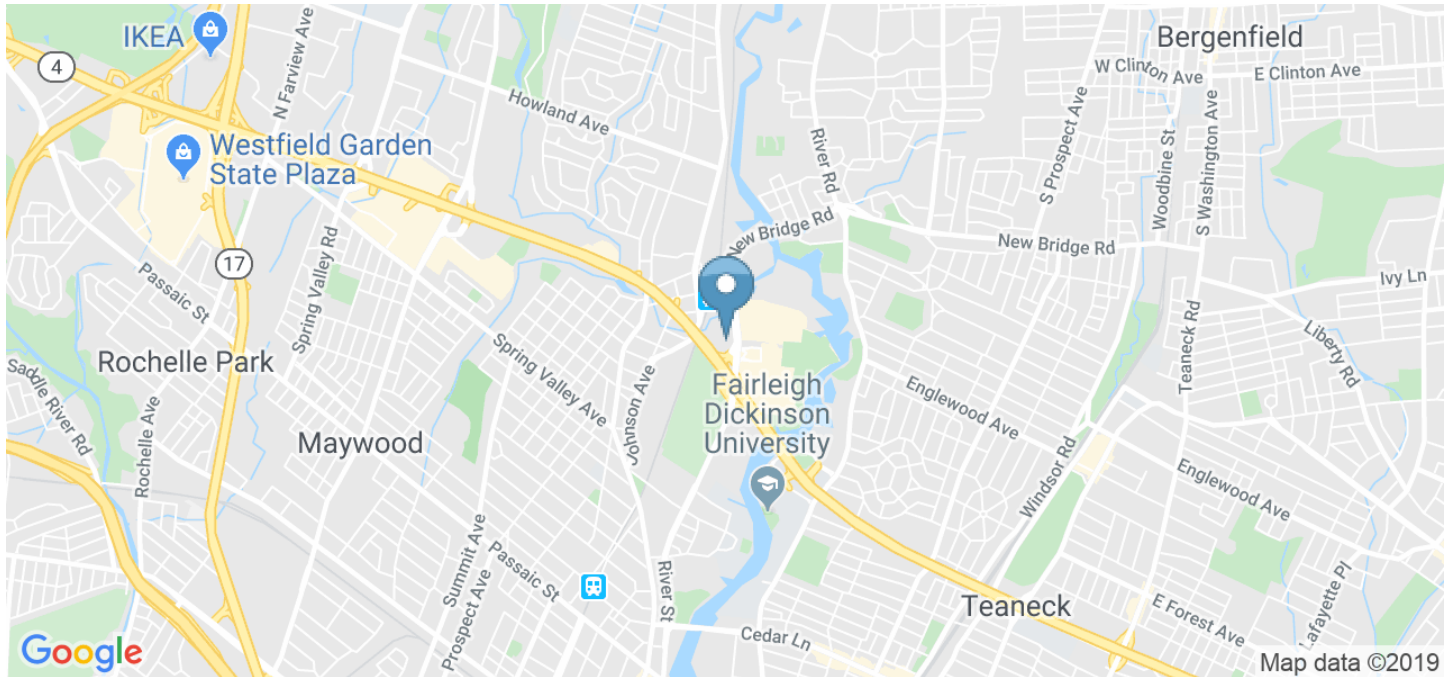 IKEA
4
N Farview Ave
Howland Ave
Bergenfield
W Clinton Ave
E Clinton Ave
Westfield Garden
State Plaza
River Rd
S Prospect Ave
Woodbine St
S Washington Ave
New Bridge Rd
New Bridge Rd
17
Spring Valley Rd
Passaic St
Ivy Ln
Rochelle Park
Saddle River Rd
Rochelle Ave
Maywood
Spring Valley Ave
Johnson Ave
Fairleigh
Dickinson
University
Englewood Ave
Teaneck Rd
Liberty Rd
Windsor Rd
Englewood Ave
Summit Ave
Prospect Ave
Passaic St
River St
Cedar Ln
Teaneck
E Forest Ave
Lafayette Pl
Google
Map data ©2019